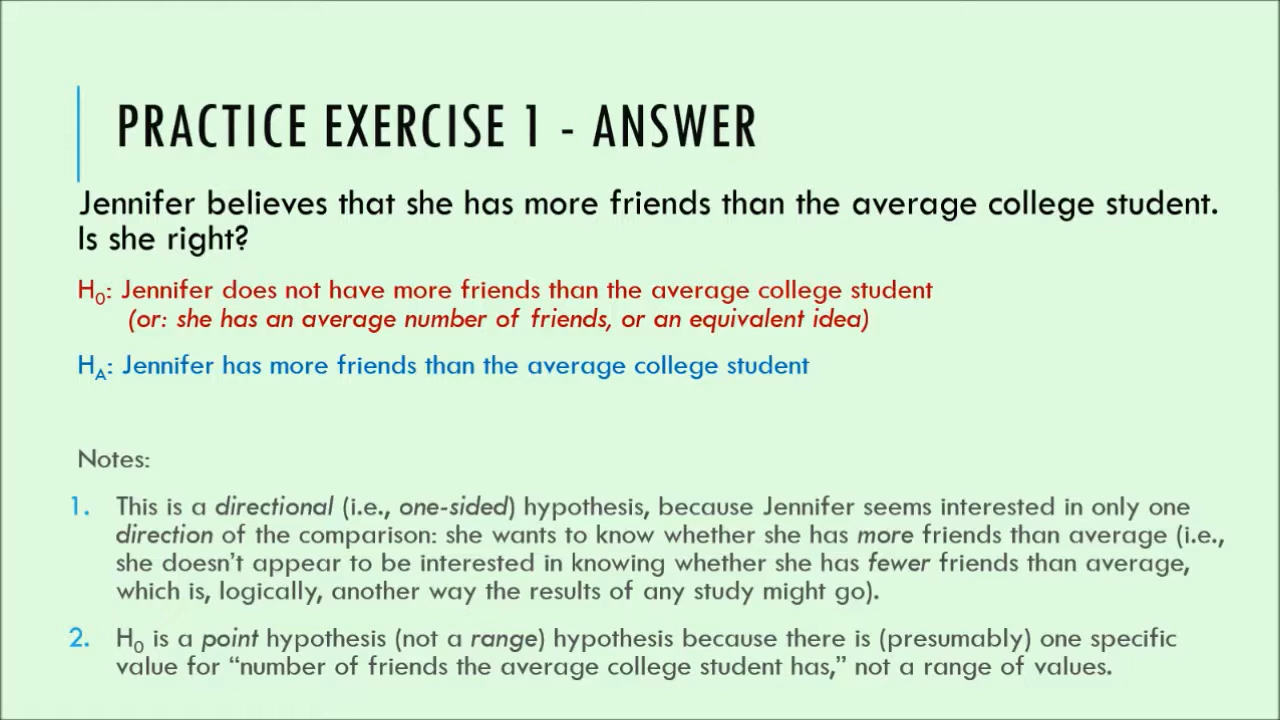 PRACTICE EXERCISE 1 - ANSWER
Jennifer believes that she has more friends than the average college student.
Is she right?
H0: Jennifer does not have more friends than the average college student
(or: she has an average number of friends, or an equivalent idea)
HA: Jennifer has more friends than the average college student
Notes:
1. This is a directional (i.e., one-sided) hypothesis, because Jennifer seems interested in only one
direction of the comparison: she wants to know whether she has more friends than average (i.e.,
she doesn't appear to be interested in knowing whether she has fewer friends than average,
which is, logically, another way the results of any study might go).
2. H0 is a point hypothesis (not a range) hypothesis because there is (presumably) one specific
value for “number of friends the average college student has,” not a range of values.